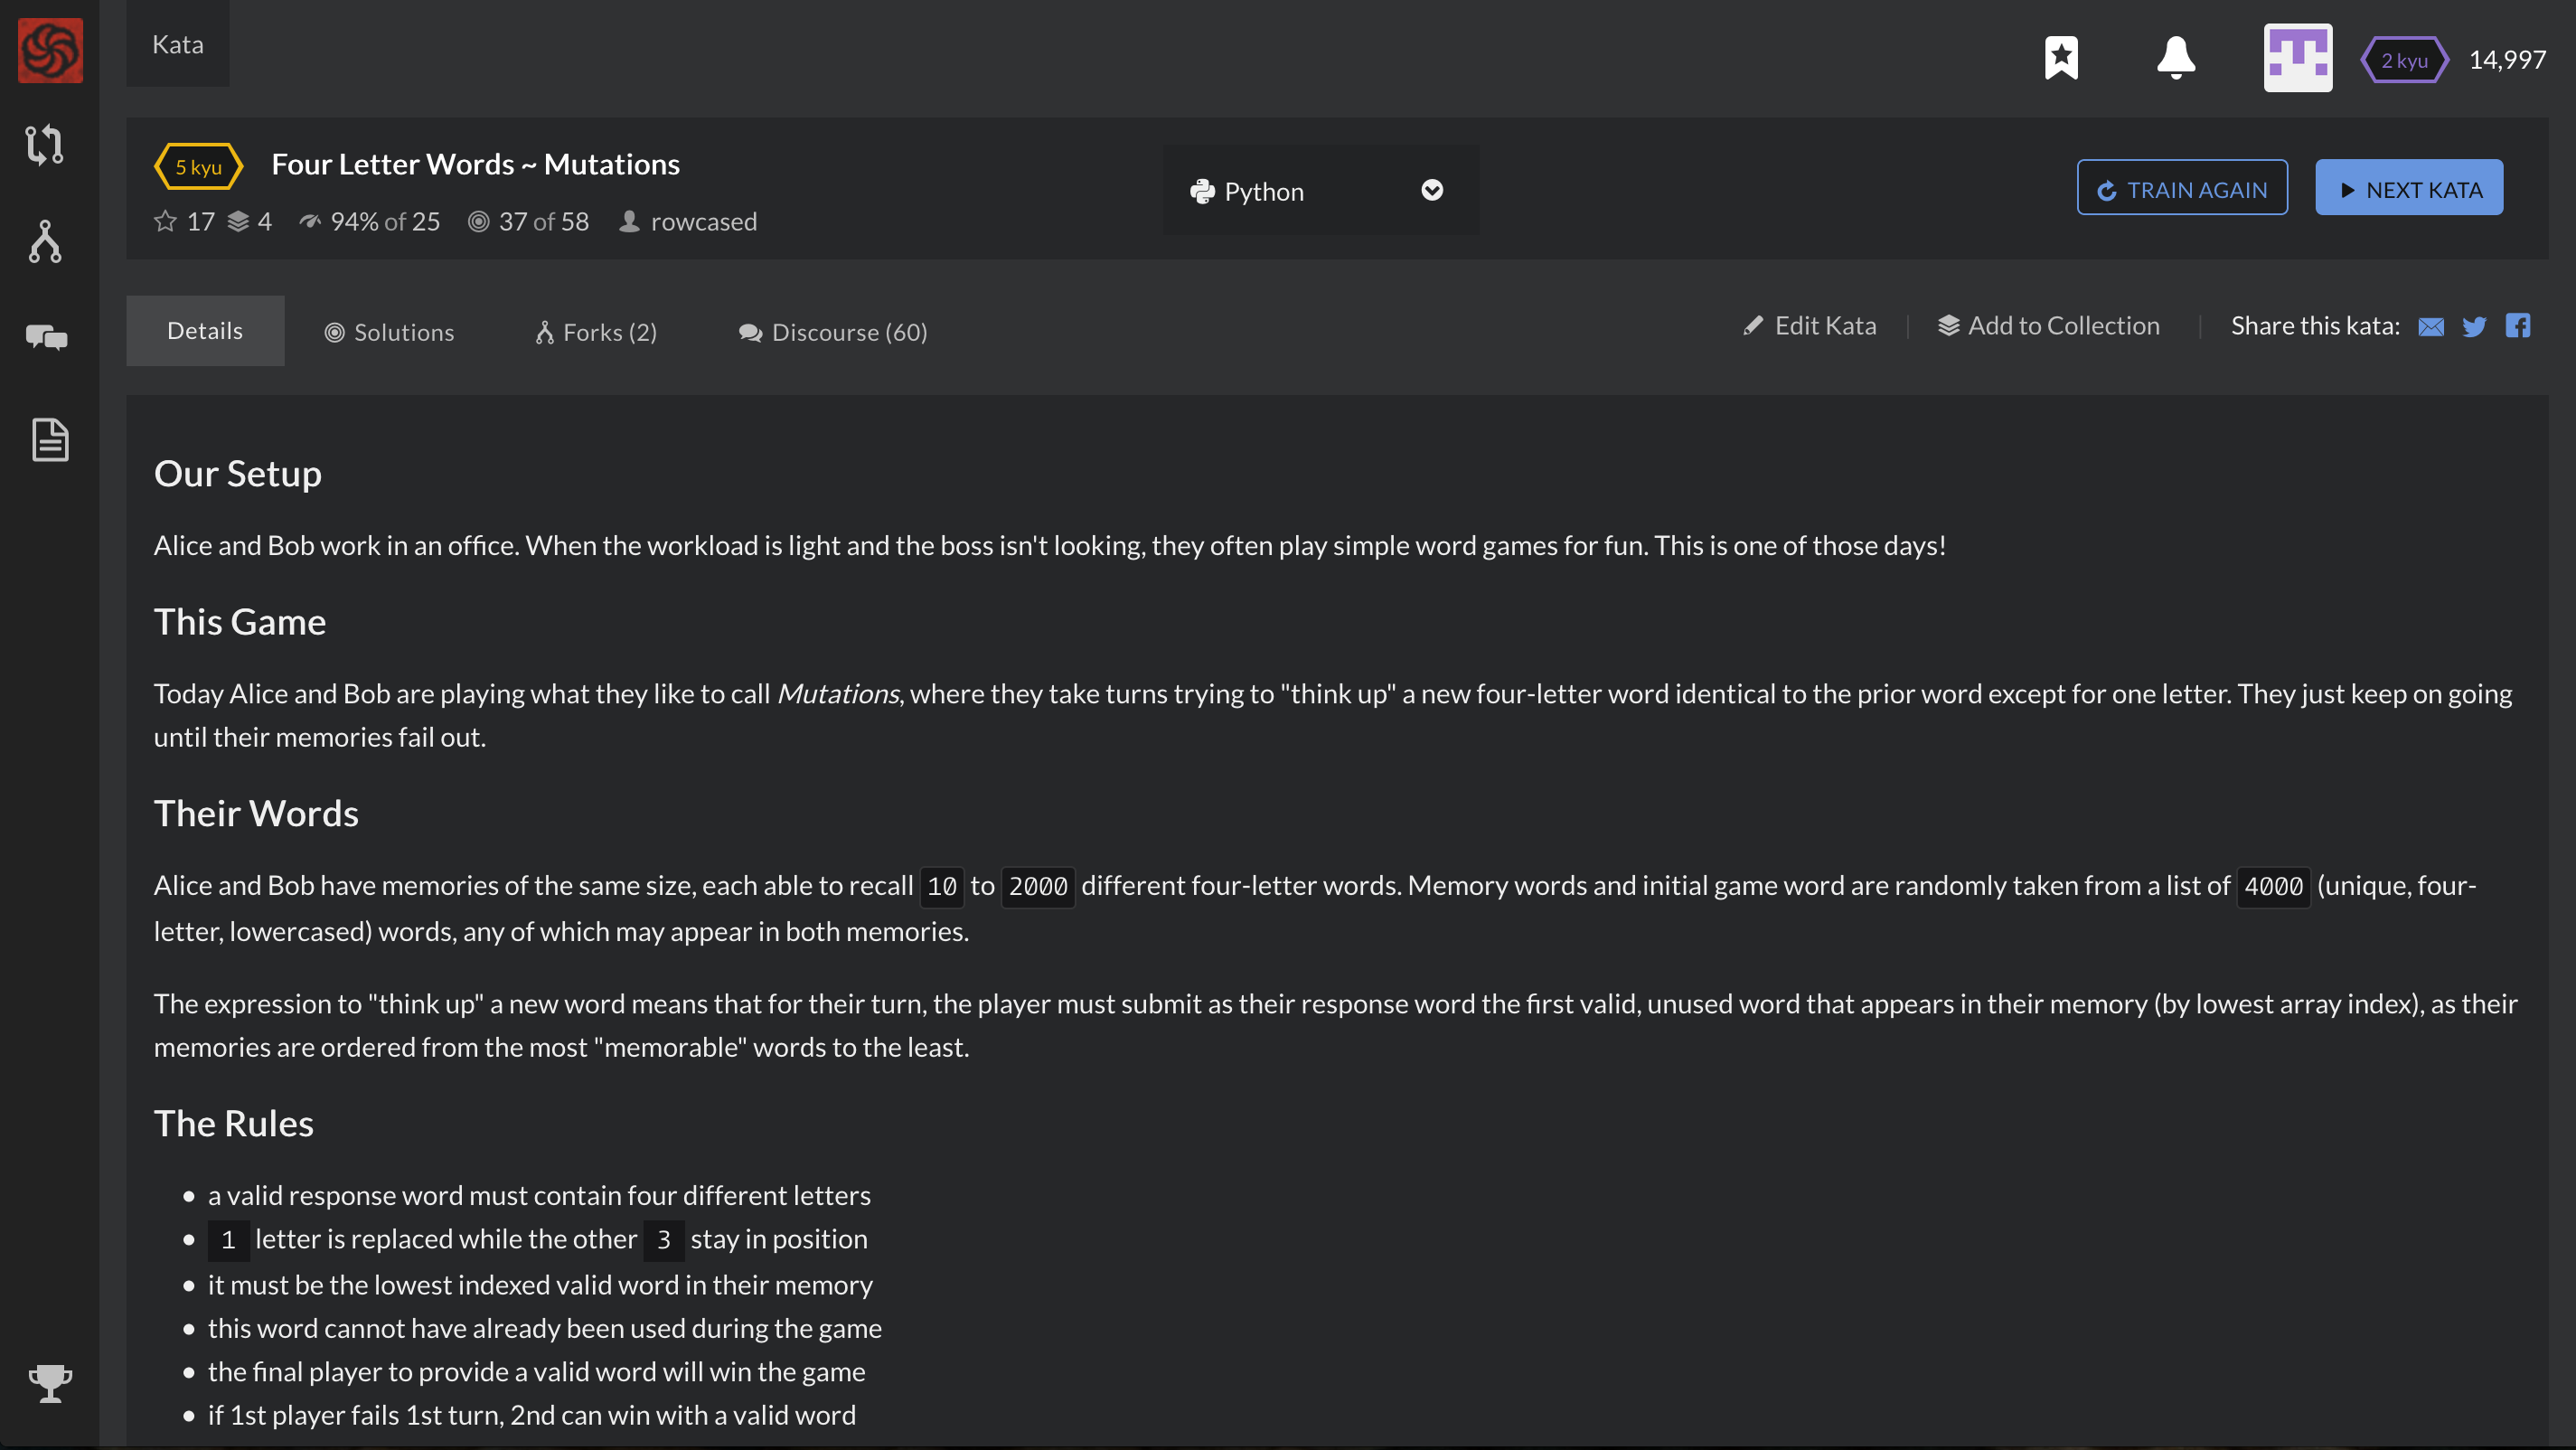 Kata
2 kyu 14,997
5 kyu Four Letter Words ~ Mutations
17 4 94% of 25 37 of 58 rowcased
Python
TRAIN AGAIN NEXT KATA
Details Solutions Forks (2) Discourse (60)
Edit Kata Add to Collection Share this kata:
Our Setup
Alice and Bob work in an office. When the workload is light and the boss isn't looking, they often play simple word games for fun. This is one of those days!
This Game
Today Alice and Bob are playing what they like to call Mutations, where they take turns trying to "think up" a new four-letter word identical to the prior word except for one letter. They just keep on going
until their memories fail out.
Their Words
Alice and Bob have memories of the same size, each able to recall 10 to 2000 different four-letter words. Memory words and initial game word are randomly taken from a list of 4000 (unique, four-
letter, lowercased) words, any of which may appear in both memories.
The expression to "think up" a new word means that for their turn, the player must submit as their response word the first valid, unused word that appears in their memory (by lowest array index), as their
memories are ordered from the most "memorable" words to the least.
The Rules
• a valid response word must contain four different letters
• 1 letter is replaced while the other 3 stay in position
• it must be the lowest indexed valid word in their memory
• this word cannot have already been used during the game
• the final player to provide a valid word will win the game
• if 1st player fails 1st turn, 2nd can win with a valid word